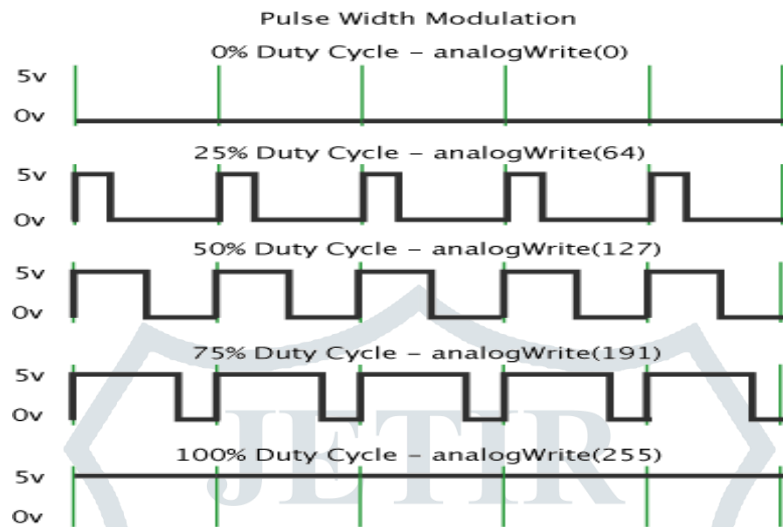 Pulse Width Modulation
0% Duty Cycle – analogWrite(0)
5v
0v
25% Duty Cycle – analogWrite(64)
5v
0v
50% Duty Cycle – analogWrite(127)
5v
0v
75% Duty Cycle – analogWrite(191)
5v
0v
100% Duty Cycle – analogWrite(255)
5v
0v
JETIR